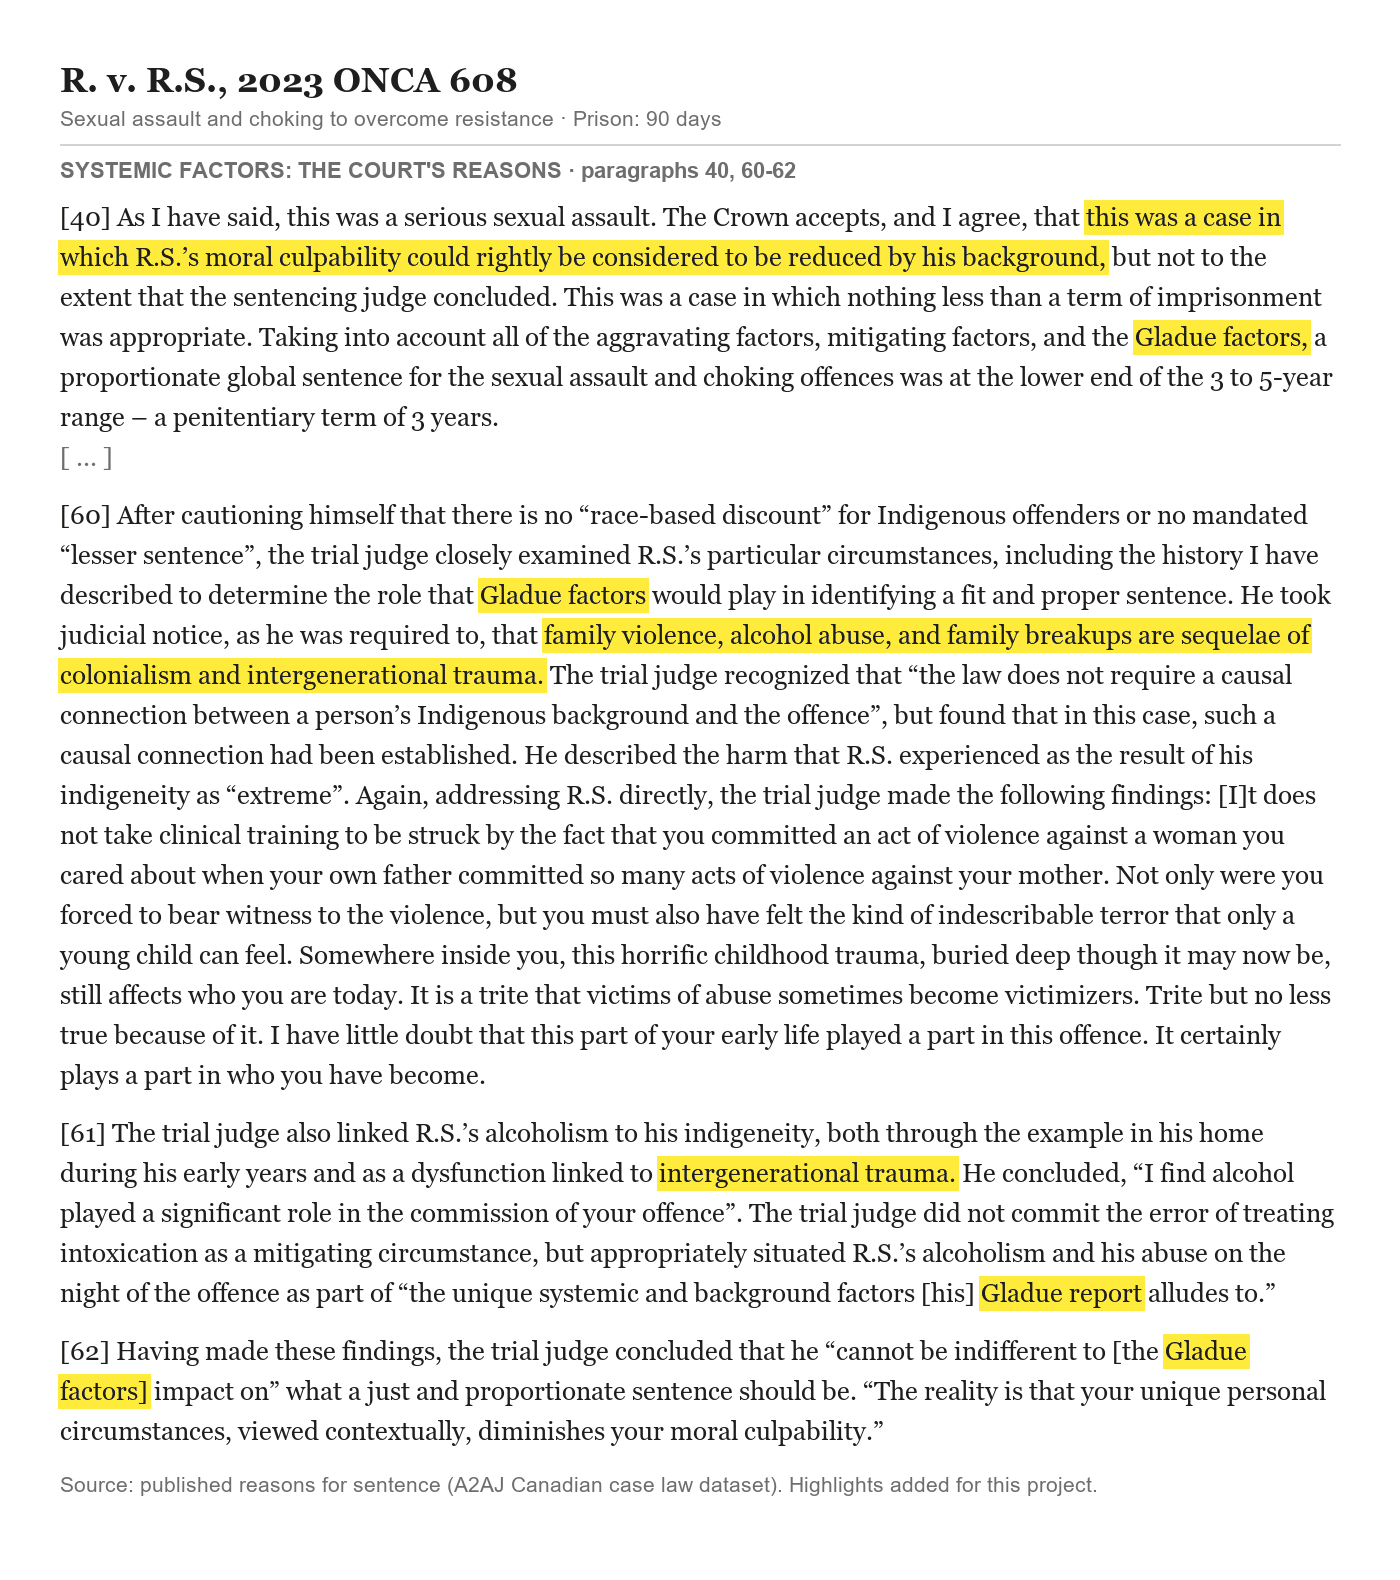 R. v. R.S., 2023 ONCA 608
Sexual assault and choking to overcome resistance · Prison: 90 days
SYSTEMIC FACTORS: THE COURT'S REASONS · paragraphs 40, 60-62
[40] As I have said, this was a serious sexual assault. The Crown accepts, and I agree, that this was a case in
which R.S.’s moral culpability could rightly be considered to be reduced by his background, but not to the
extent that the sentencing judge concluded. This was a case in which nothing less than a term of imprisonment
was appropriate. Taking into account all of the aggravating factors, mitigating factors, and the Gladue factors, a
proportionate global sentence for the sexual assault and choking offences was at the lower end of the 3 to 5-year
range – a penitentiary term of 3 years.
[ ... ]
[60] After cautioning himself that there is no “race-based discount” for Indigenous offenders or no mandated
“lesser sentence”, the trial judge closely examined R.S.’s particular circumstances, including the history I have
described to determine the role that Gladue factors would play in identifying a fit and proper sentence. He took
judicial notice, as he was required to, that family violence, alcohol abuse, and family breakups are sequelae of
colonialism and intergenerational trauma. The trial judge recognized that “the law does not require a causal
connection between a person’s Indigenous background and the offence”, but found that in this case, such a
causal connection had been established. He described the harm that R.S. experienced as the result of his
indigeneity as “extreme”. Again, addressing R.S. directly, the trial judge made the following findings: [I]t does
not take clinical training to be struck by the fact that you committed an act of violence against a woman you
cared about when your own father committed so many acts of violence against your mother. Not only were you
forced to bear witness to the violence, but you must also have felt the kind of indescribable terror that only a
young child can feel. Somewhere inside you, this horrific childhood trauma, buried deep though it may now be,
still affects who you are today. It is a trite that victims of abuse sometimes become victimizers. Trite but no less
true because of it. I have little doubt that this part of your early life played a part in this offence. It certainly
plays a part in who you have become.
[61] The trial judge also linked R.S.’s alcoholism to his indigeneity, both through the example in his home
during his early years and as a dysfunction linked to intergenerational trauma. He concluded, “I find alcohol
played a significant role in the commission of your offence”. The trial judge did not commit the error of treating
intoxication as a mitigating circumstance, but appropriately situated R.S.’s alcoholism and his abuse on the
night of the offence as part of “the unique systemic and background factors [his] Gladue report alludes to.”
[62] Having made these findings, the trial judge concluded that he “cannot be indifferent to [the Gladue
factors] impact on” what a just and proportionate sentence should be. “The reality is that your unique personal
circumstances, viewed contextually, diminishes your moral culpability.”
Source: published reasons for sentence (A2AJ Canadian case law dataset). Highlights added for this project.